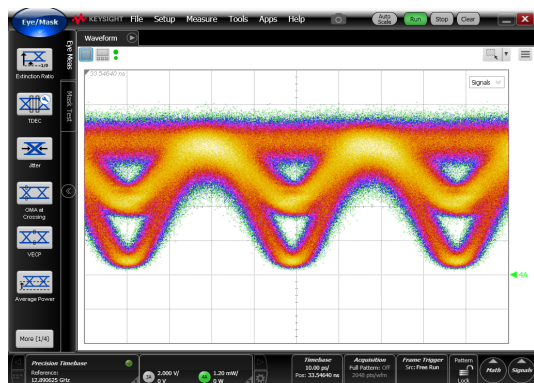 Eye/Mask
KEYSIGHT File Setup Measure Tools Apps Help
Auto Scale
Run
Stop
Clear
Waveform
Eye Meas
Mask Test
33.54640 ns
Signals
Extinction Ratio
TDEC
Jitter
OMA at
Crossing
VECP
Average Power
More (1/4)
4A
Precision Timebase
Reference:
12.890625 GHz
2.000 V/
0 V
4A
1.20 mW/
0 W
Timebase
10.00 ps/
Pos: 33.54640 ns
Acquisition
Full Pattern: Off
2048 pts/wfm
Frame Trigger
Src: Free Run
Pattern
Lock
Math
Signals